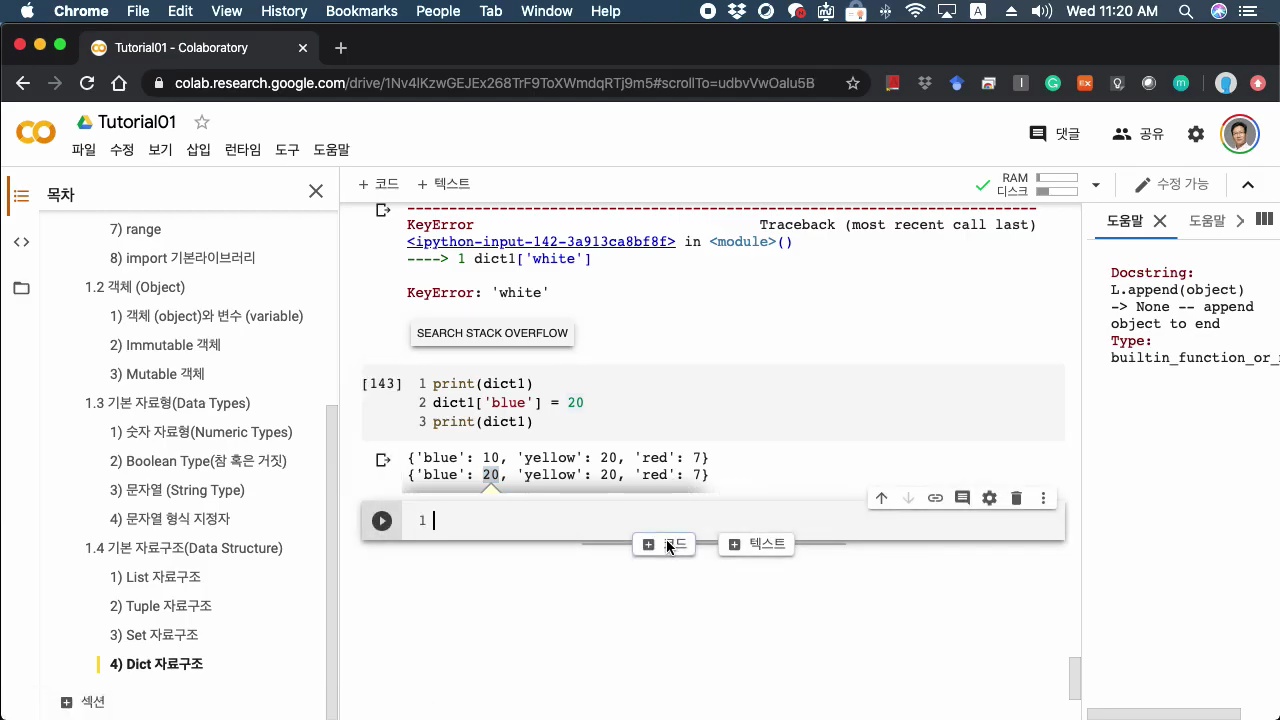 Chrome File Edit View History Bookmarks People Tab Window Help A Wed 11:20 AM
Tutorial01 - Colaboratory
colab.research.google.com/drive/1Nv4lKzwGEJEx268TrF9ToXWmdqRTj9m5#scrollTo=udbvVwOalu5B
Tutorial01
파일 수정 보기 삽입 런타임 도구 도움말
댓글 공유
목차
7) range
8) import 기본라이브러리
1.2 객체 (Object)
1) 객체 (object)와 변수 (variable)
2) Immutable 객체
3) Mutable 객체
1.3 기본 자료형(Data Types)
1) 숫자 자료형(Numeric Types)
2) Boolean Type(참 혹은 거짓)
3) 문자열 (String Type)
4) 문자열 형식 지정자
1.4 기본 자료구조(Data Structure)
1) List 자료구조
2) Tuple 자료구조
3) Set 자료구조
4) Dict 자료구조
섹션
+ 코드 + 텍스트
RAM
디스크
수정 가능
KeyError Traceback (most recent call last)
<ipython-input-142-3a913ca8bf8f> in <module>()
----> 1 dict1['white']
KeyError: 'white'
SEARCH STACK OVERFLOW
[143] 1 print(dict1)
2 dict1['blue'] = 20
3 print(dict1)
{'blue': 10, 'yellow': 20, 'red': 7}
{'blue': 20, 'yellow': 20, 'red': 7}
1
코드 텍스트
도움말 도움말
Docstring:
L.append(object)
-> None -- append
object to end
Type:
builtin_function_or_